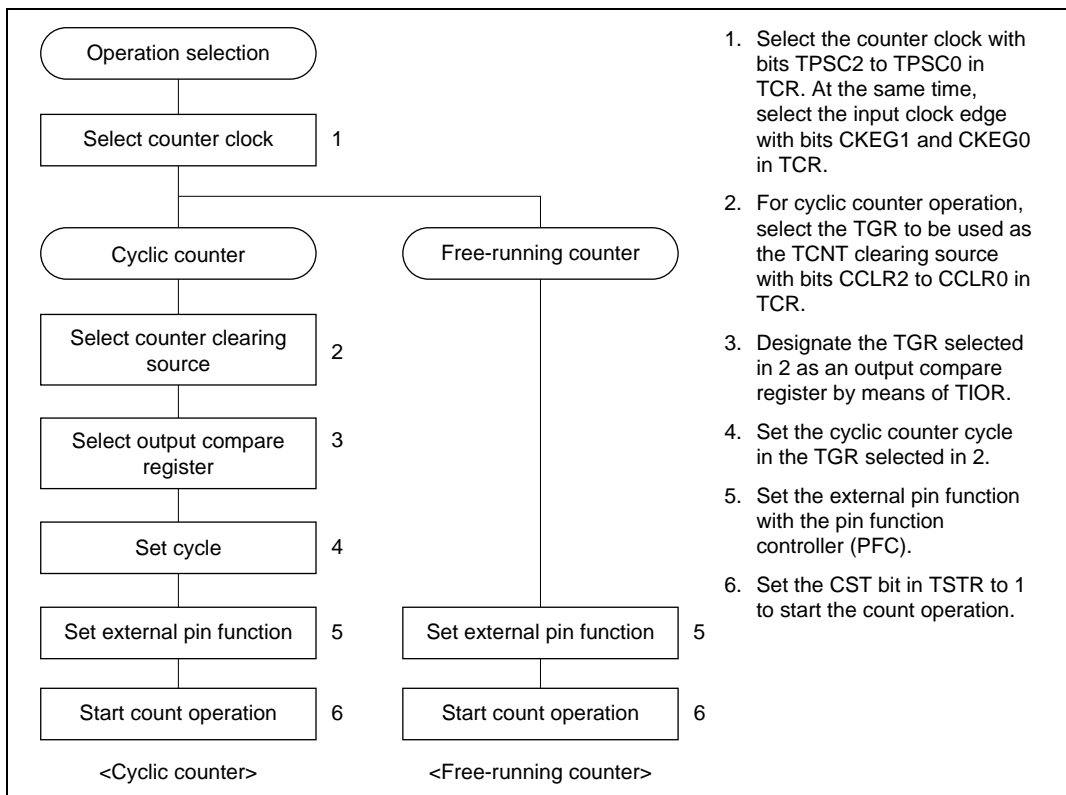 Operation selection
Select counter clock
1
Cyclic counter
Free-running counter
Select counter clearing
source
2
Select output compare
register
3
Set cycle
4
Set external pin function
5
Set external pin function
5
Start count operation
6
Start count operation
6
<Cyclic counter>
<Free-running counter>
1. Select the counter clock with
bits TPSC2 to TPSC0 in
TCR. At the same time,
select the input clock edge
with bits CKEG1 and CKEG0
in TCR.
2. For cyclic counter operation,
select the TGR to be used as
the TCNT clearing source
with bits CCLR2 to CCLR0 in
TCR.
3. Designate the TGR selected
in 2 as an output compare
register by means of TIOR.
4. Set the cyclic counter cycle
in the TGR selected in 2.
5. Set the external pin function
with the pin function
controller (PFC).
6. Set the CST bit in TSTR to 1
to start the count operation.